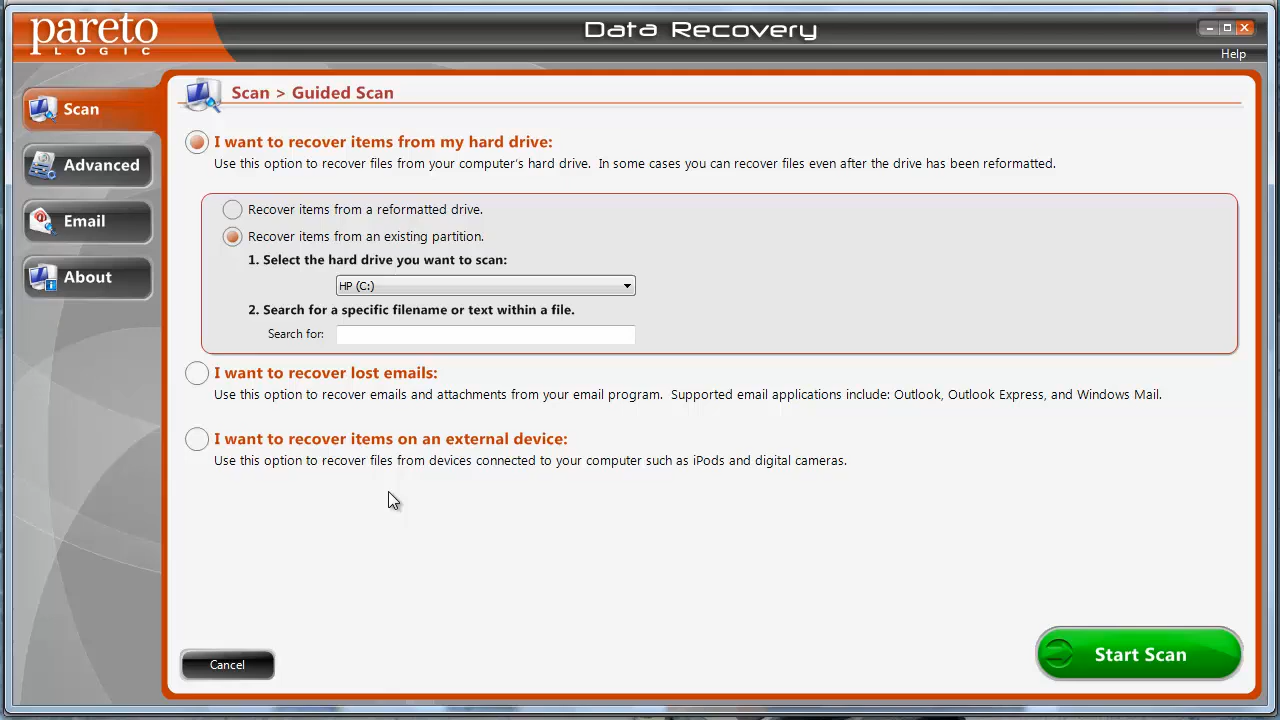 pareto
LOGIC
Data Recovery
Help
Scan
Advanced
Email
About
Scan > Guided Scan
I want to recover items from my hard drive:
Use this option to recover files from your computer's hard drive. In some cases you can recover files even after the drive has been reformatted.
Recover items from a reformatted drive.
Recover items from an existing partition.
1. Select the hard drive you want to scan:
HP (C:)
2. Search for a specific filename or text within a file.
Search for:
I want to recover lost emails:
Use this option to recover emails and attachments from your email program. Supported email applications include: Outlook, Outlook Express, and Windows Mail.
I want to recover items on an external device:
Use this option to recover files from devices connected to your computer such as iPods and digital cameras.
Cancel
Start Scan